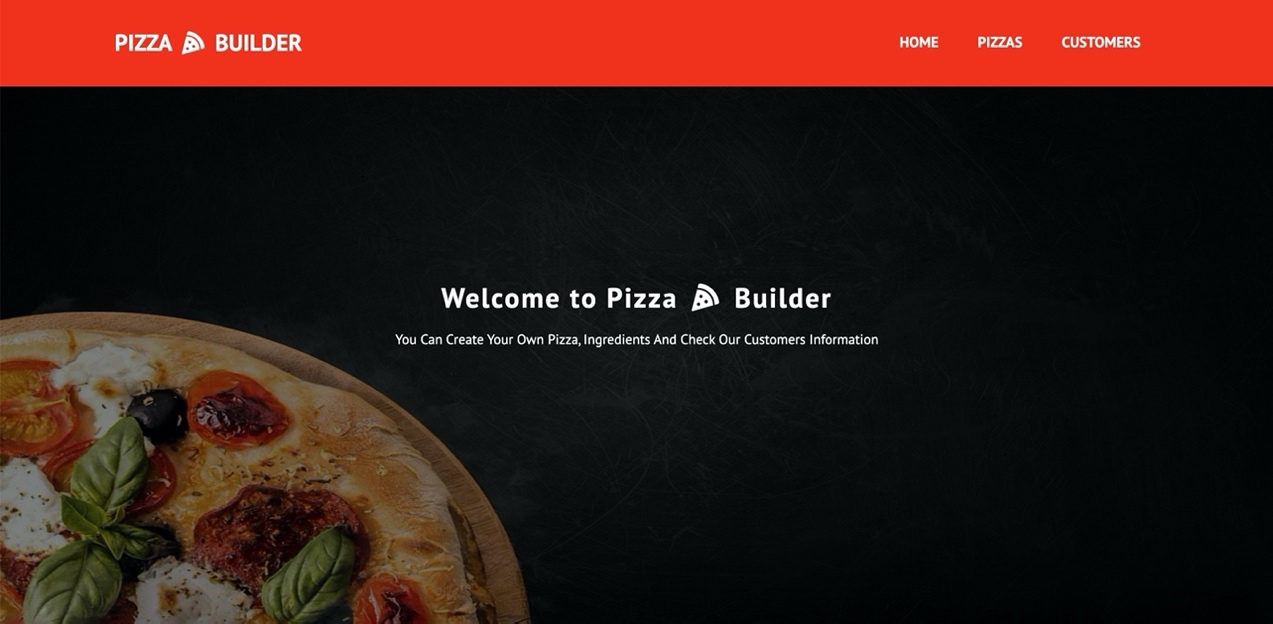 PIZZA BUILDER
HOME PIZZAS CUSTOMERS
Welcome to Pizza Builder
You Can Create Your Own Pizza, Ingredients And Check Our Customers Information